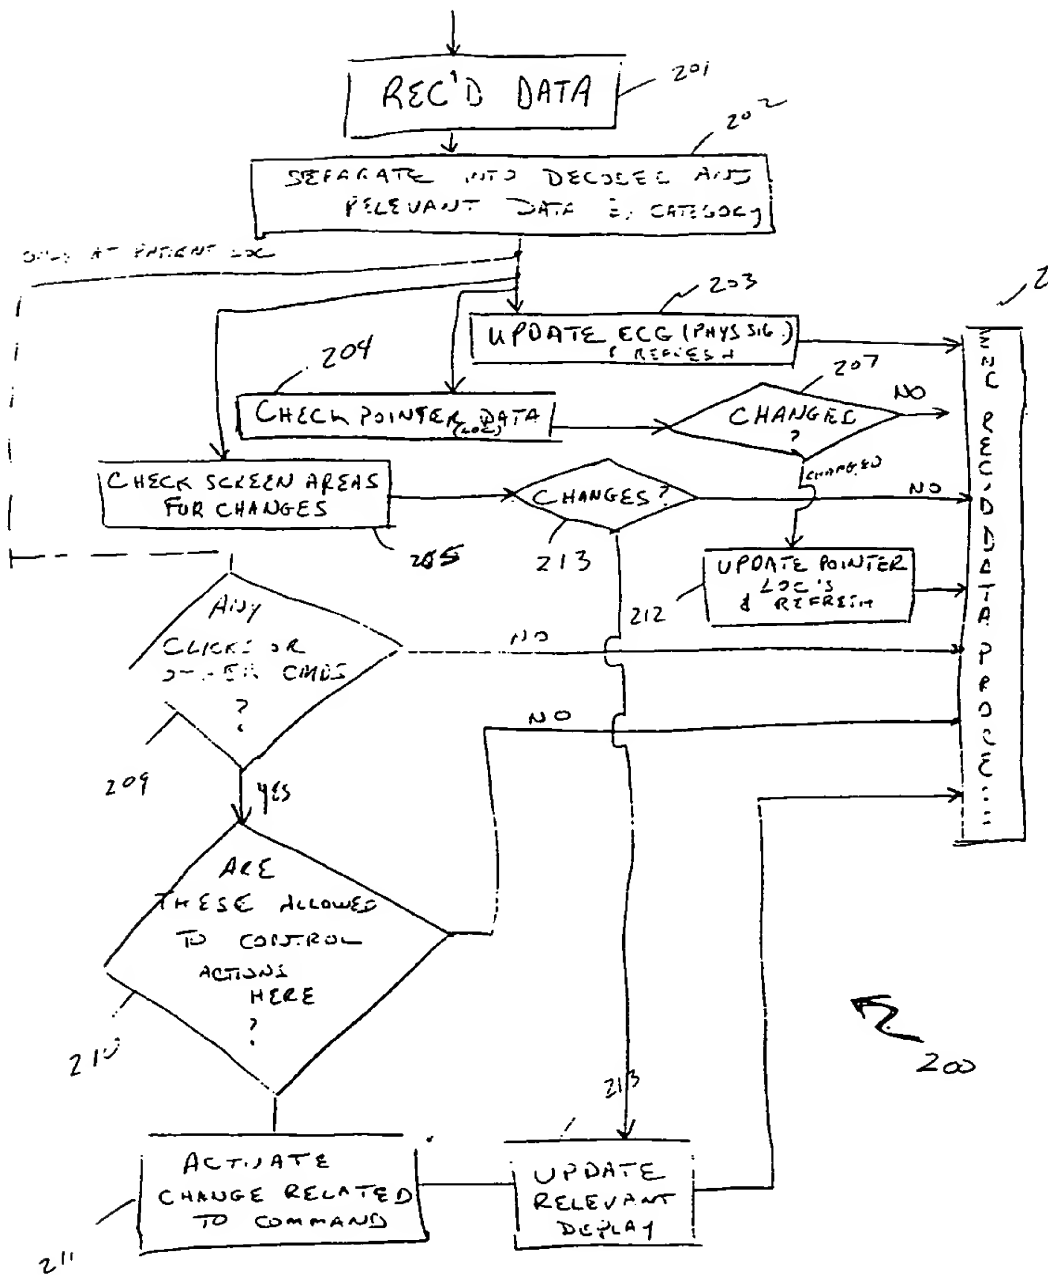 REC'D DATA
201
202
SEPARATE INTO DECODED AND
RELEVANT DATA BY CATEGORY
ONLY AT PATIENT LOC
203
UPDATE ECG (PHYS SIG.)
& REFRESH
204
CHECK POINTER DATA
(LOC)
207
CHANGES
?
NO
CHANGED
CHECK SCREEN AREAS
FOR CHANGES
205
CHANGES?
213
NO
UPDATE POINTER
LOC'S
& REFRESH
212
ANY
CLICKS OR
OTHER CMDS
?
NO
209
YES
ARE
THESE ALLOWED
TO CONTROL
ACTIONS
HERE
?
NO
210
ACTIVATE
CHANGE RELATED
TO COMMAND
211
213
UPDATE
RELEVANT
DISPLAY
2
REC'D DATA
200